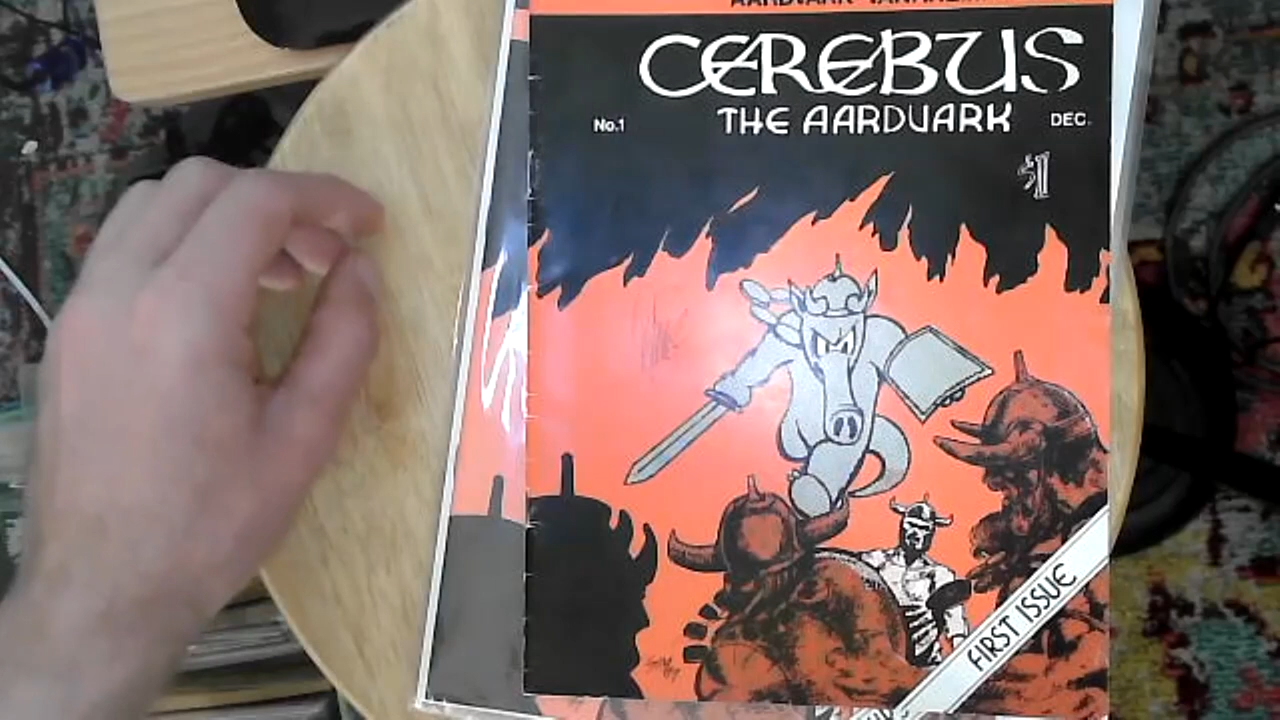 CEREBUS
THE AARDVARK
No.1
DEC.
$1
FIRST ISSUE